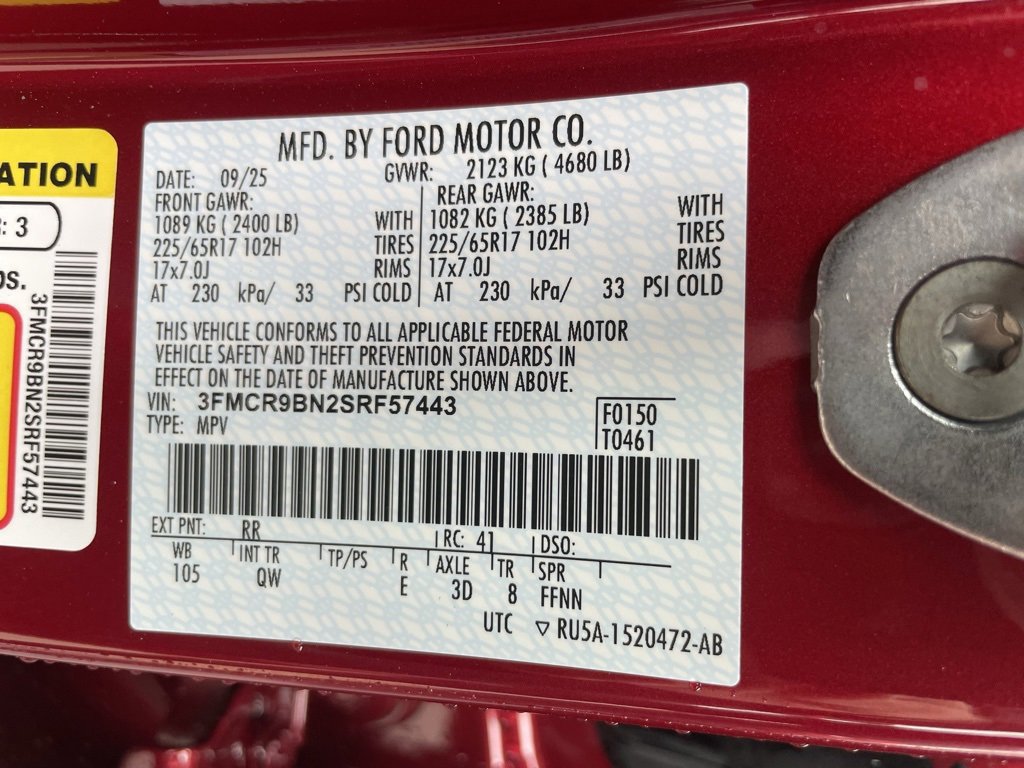 ATION
R: 3
OS.
3FMCR9BN2SRF57443
MFD. BY FORD MOTOR CO.
DATE: 09/25 GVWR: 2123 KG ( 4680 LB)
FRONT GAWR: REAR GAWR:
1089 KG ( 2400 LB) WITH 1082 KG ( 2385 LB) WITH
225/65R17 102H TIRES 225/65R17 102H TIRES
17x7.0J RIMS 17x7.0J RIMS
AT 230 kPa/ 33 PSI COLD AT 230 kPa/ 33 PSI COLD
THIS VEHICLE CONFORMS TO ALL APPLICABLE FEDERAL MOTOR
VEHICLE SAFETY AND THEFT PREVENTION STANDARDS IN
EFFECT ON THE DATE OF MANUFACTURE SHOWN ABOVE.
VIN: 3FMCR9BN2SRF57443 F0150
TYPE: MPV T0461
EXT PNT: RR RC: 41 DSO:
WB INT TR TP/PS R AXLE TR SPR
105 QW E 3D 8 FFNN
UTC ▽ RU5A-1520472-AB